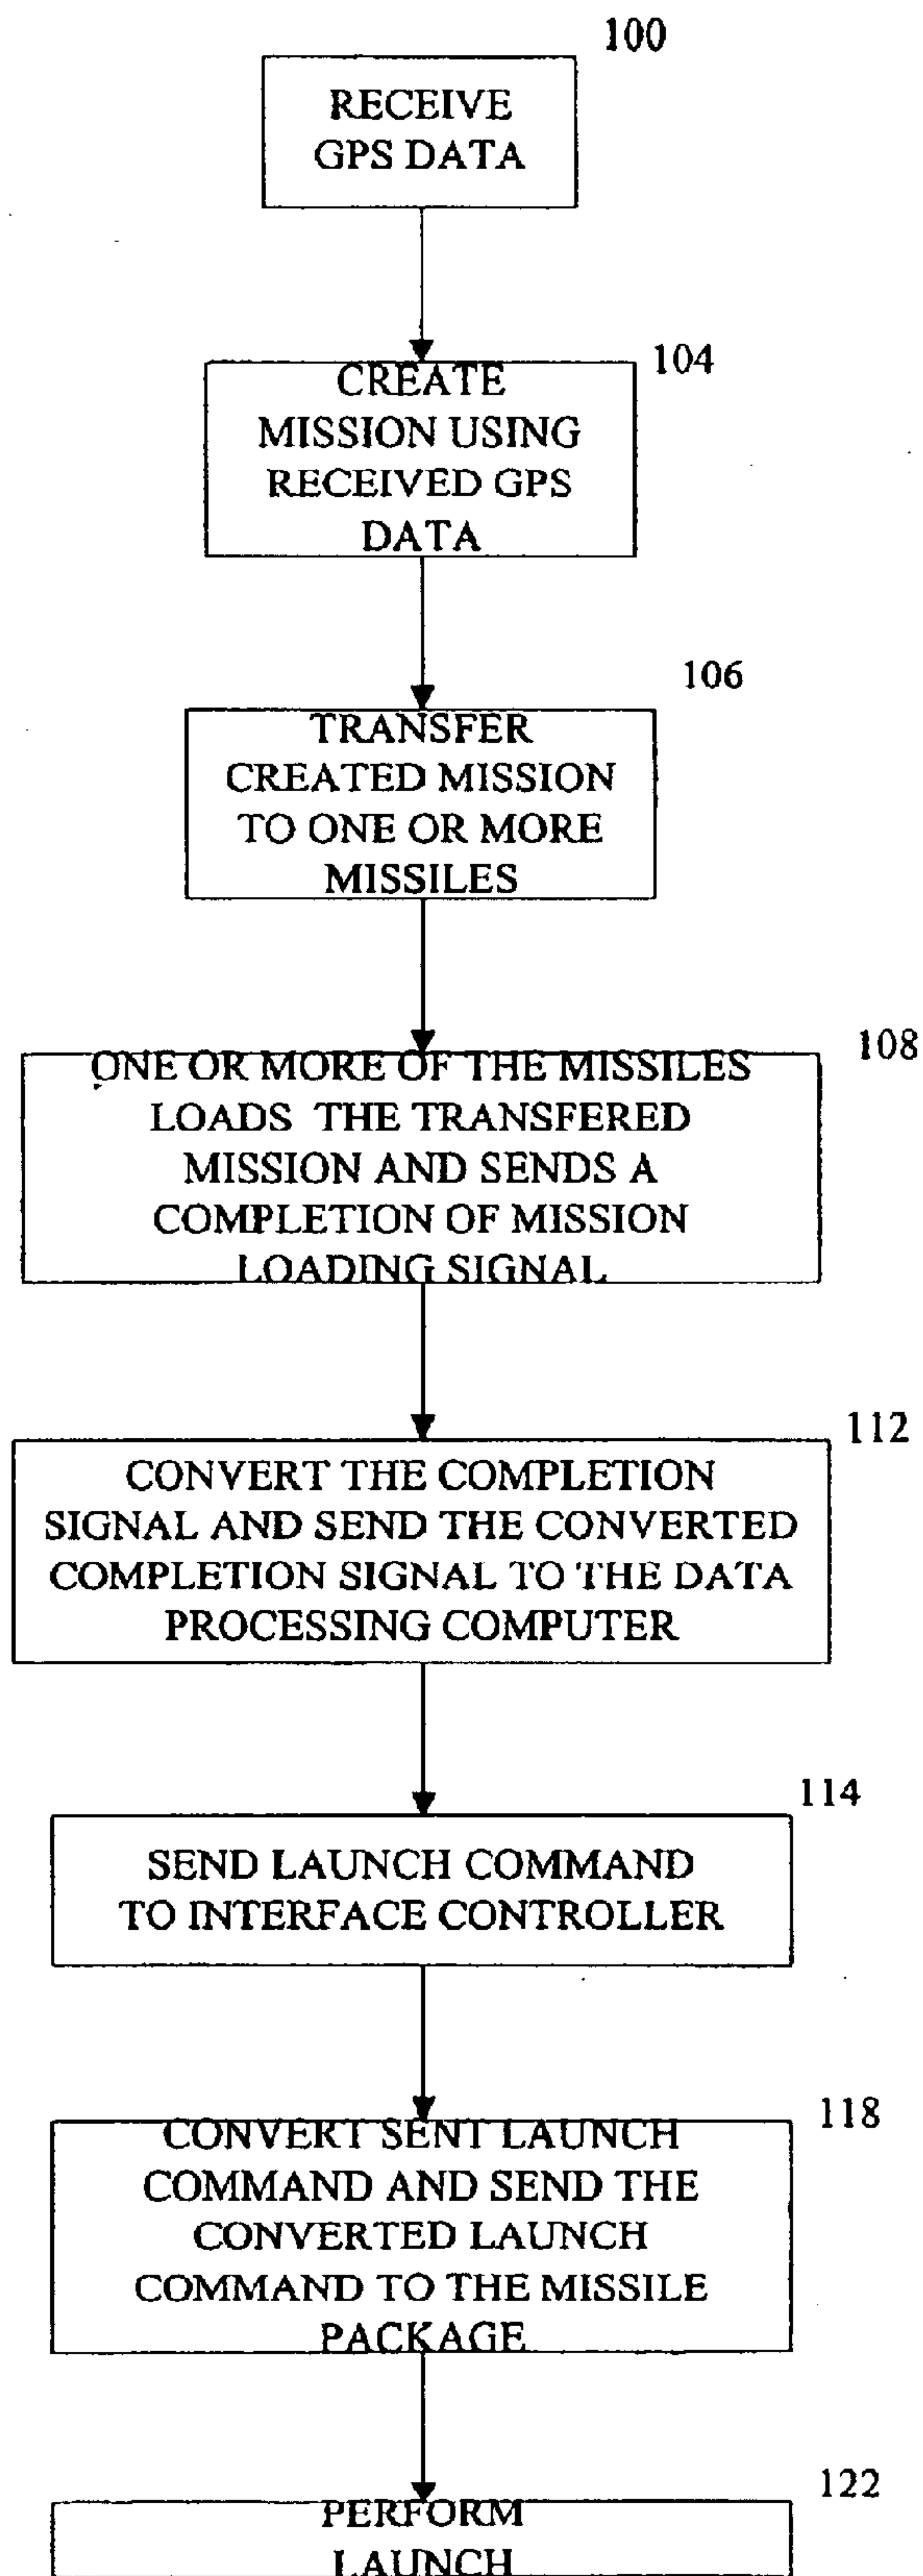 100
RECEIVE
GPS DATA
104
CREATE
MISSION USING
RECEIVED GPS
DATA
106
TRANSFER
CREATED MISSION
TO ONE OR MORE
MISSILES
108
ONE OR MORE OF THE MISSILES
LOADS THE TRANSFERED
MISSION AND SENDS A
COMPLETION OF MISSION
LOADING SIGNAL
112
CONVERT THE COMPLETION
SIGNAL AND SEND THE CONVERTED
COMPLETION SIGNAL TO THE DATA
PROCESSING COMPUTER
114
SEND LAUNCH COMMAND
TO INTERFACE CONTROLLER
118
CONVERT SENT LAUNCH
COMMAND AND SEND THE
CONVERTED LAUNCH
COMMAND TO THE MISSILE
PACKAGE
122
PERFORM
LAUNCH